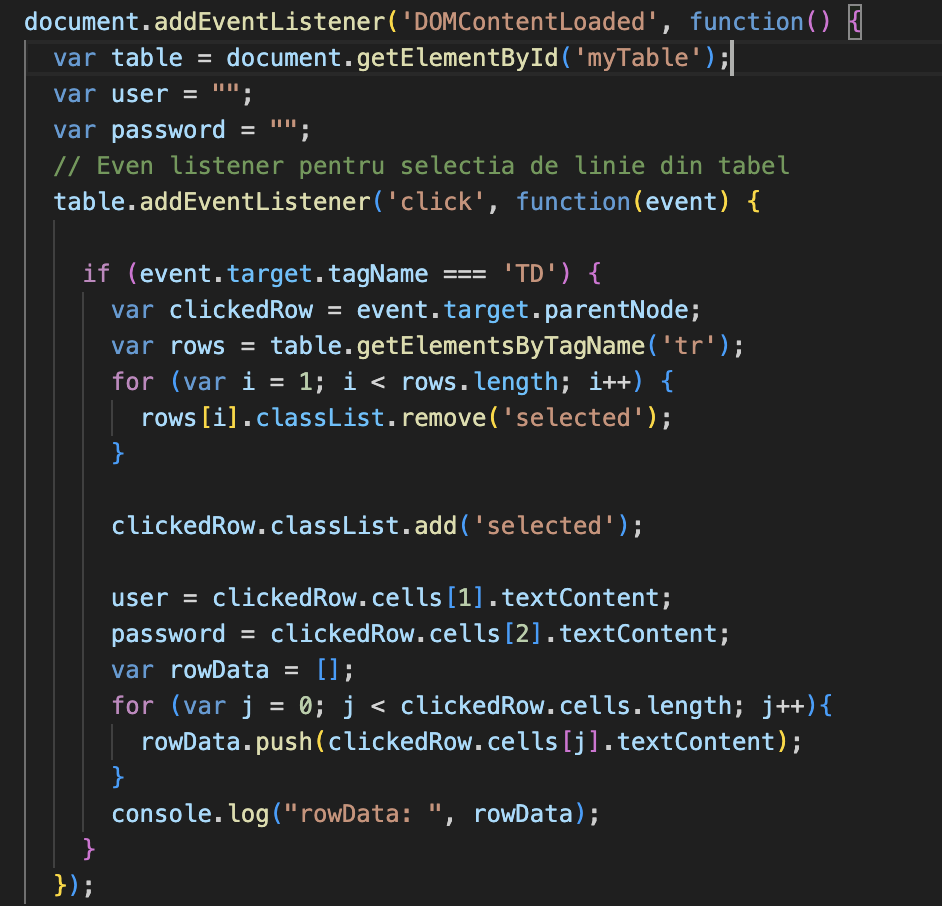 document.addEventListener('DOMContentLoaded', function() {
var table = document.getElementById('myTable');
var user = "";
var password = "";
// Even listener pentru selectia de linie din tabel
table.addEventListener('click', function(event) {
if (event.target.tagName === 'TD') {
var clickedRow = event.target.parentNode;
var rows = table.getElementsByTagName('tr');
for (var i = 1; i < rows.length; i++) {
rows[i].classList.remove('selected');
}
clickedRow.classList.add('selected');
user = clickedRow.cells[1].textContent;
password = clickedRow.cells[2].textContent;
var rowData = [];
for (var j = 0; j < clickedRow.cells.length; j++){
rowData.push(clickedRow.cells[j].textContent);
}
console.log("rowData: ", rowData);
}
});